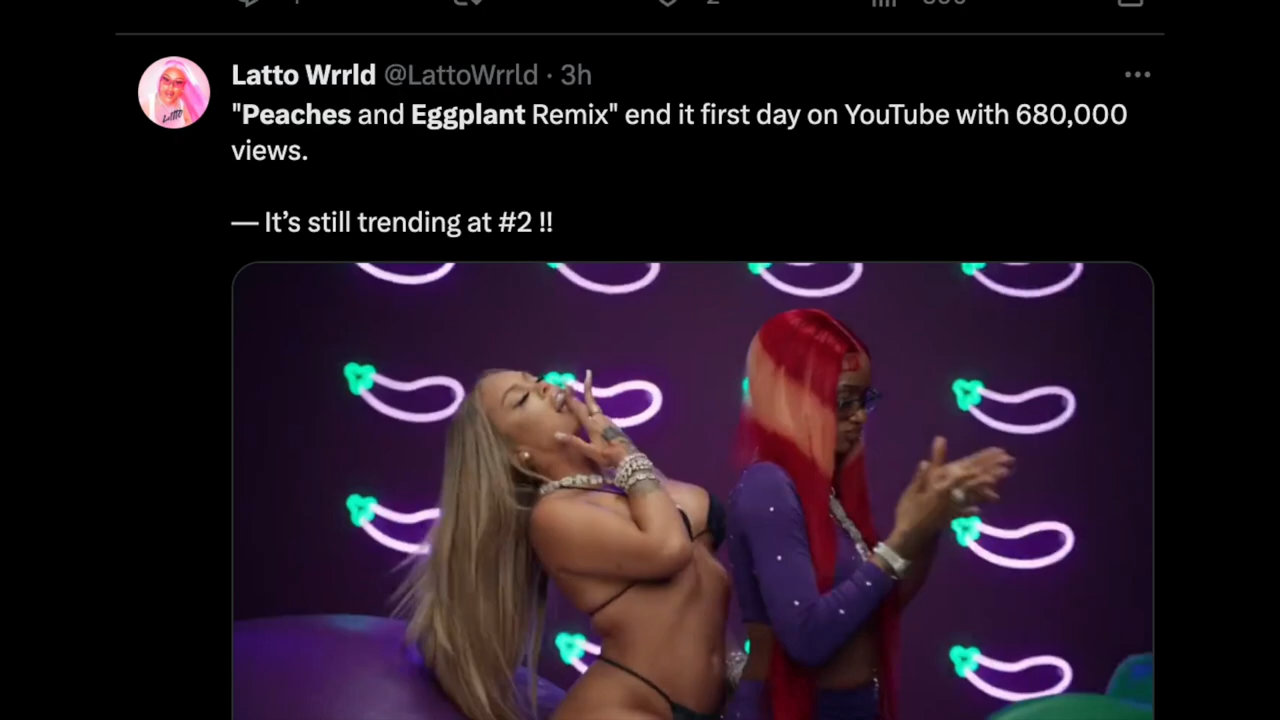 Latto Wrrld @LattoWrrld · 3h
"Peaches and Eggplant Remix" end it first day on YouTube with 680,000
views.
— It’s still trending at #2 !!